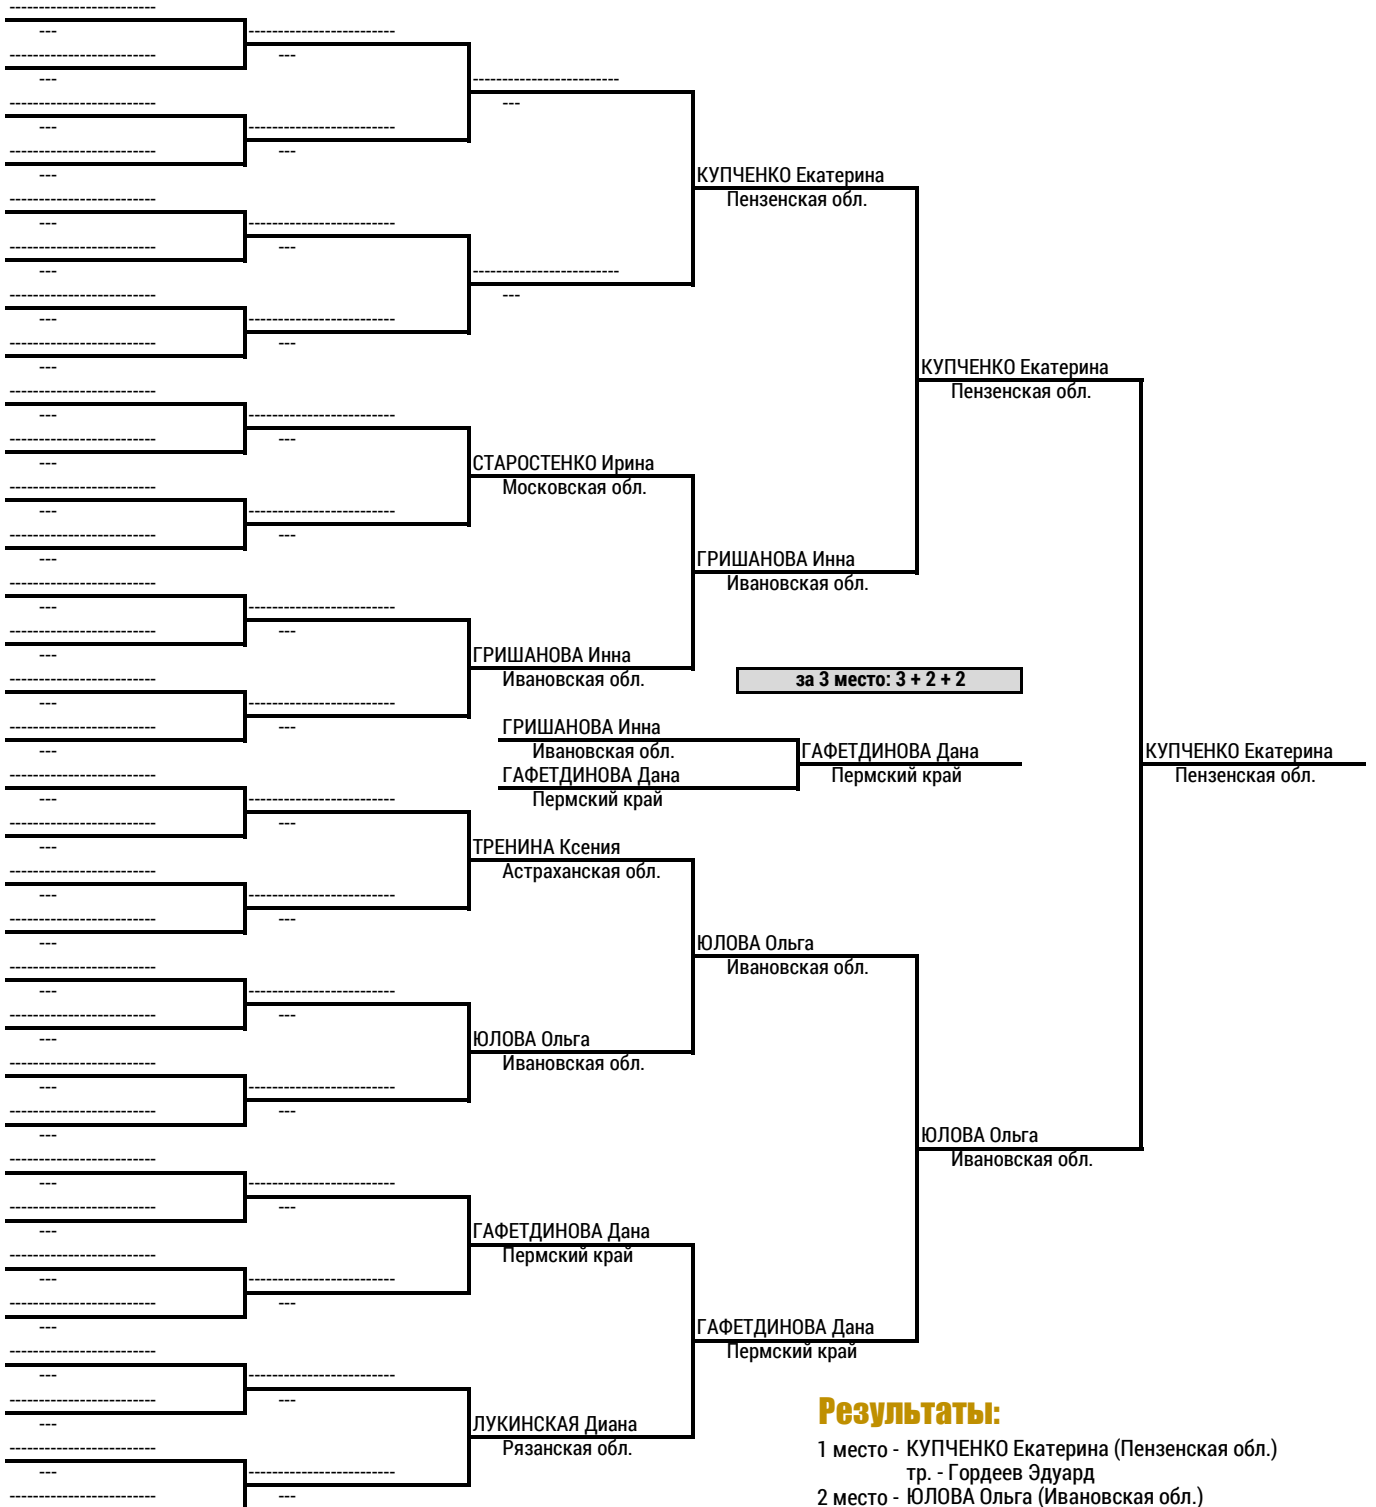 -------------------------
---
-------------------------
-------------------------
---
---
-------------------------
-------------------------
---
---
-------------------------
---
-------------------------
---
---
КУПЧЕНКО Екатерина
-------------------------
Пензенская обл.
---
-------------------------
-------------------------
---
---
-------------------------
-------------------------
---
---
-------------------------
---
-------------------------
---
---
КУПЧЕНКО Екатерина
-------------------------
Пензенская обл.
---
-------------------------
-------------------------
---
---
СТАРОСТЕНКО Ирина
-------------------------
Московская обл.
---
-------------------------
-------------------------
---
---
ГРИШАНОВА Инна
-------------------------
Ивановская обл.
---
-------------------------
-------------------------
---
---
ГРИШАНОВА Инна
-------------------------
Ивановская обл.
за 3 место: 3 + 2 + 2
---
-------------------------
-------------------------
---
ГРИШАНОВА Инна
---
Ивановская обл.
ГАФЕТДИНОВА Дана
КУПЧЕНКО Екатерина
-------------------------
ГАФЕТДИНОВА Дана
Пермский край
Пензенская обл.
---
-------------------------
Пермский край
-------------------------
---
---
ТРЕНИНА Ксения
-------------------------
Астраханская обл.
---
-------------------------
-------------------------
---
---
ЮЛОВА Ольга
-------------------------
Ивановская обл.
---
-------------------------
-------------------------
---
---
ЮЛОВА Ольга
-------------------------
Ивановская обл.
---
-------------------------
-------------------------
---
---
ЮЛОВА Ольга
-------------------------
Ивановская обл.
---
-------------------------
-------------------------
---
---
ГАФЕТДИНОВА Дана
-------------------------
Пермский край
---
-------------------------
-------------------------
---
---
ГАФЕТДИНОВА Дана
-------------------------
Пермский край
---
-------------------------
-------------------------
---
---
ЛУКИНСКАЯ Диана
-------------------------
Рязанская обл.
---
-------------------------
-------------------------
---
Результаты:
1 место - КУПЧЕНКО Екатерина (Пензенская обл.)
тр. - Гордеев Эдуард
2 место - ЮЛОВА Ольга (Ивановская обл.)